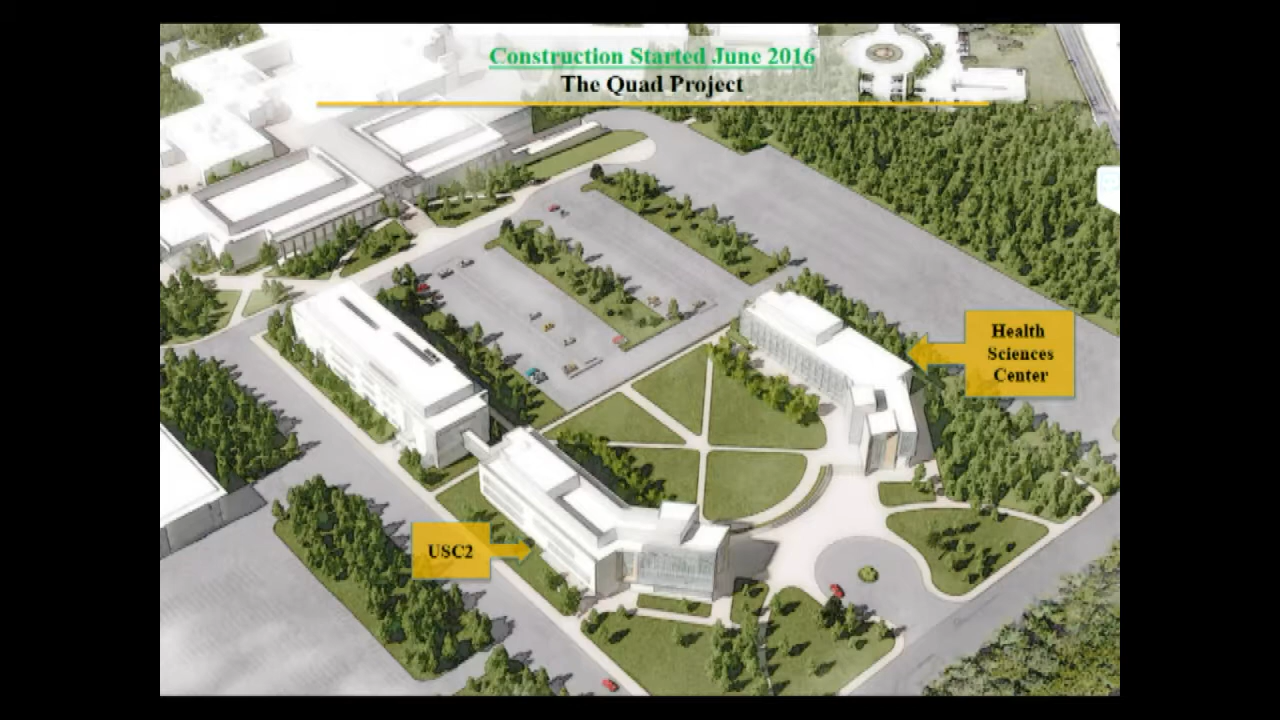 Construction Started June 2016
The Quad Project
Health
Sciences
Center
USC2